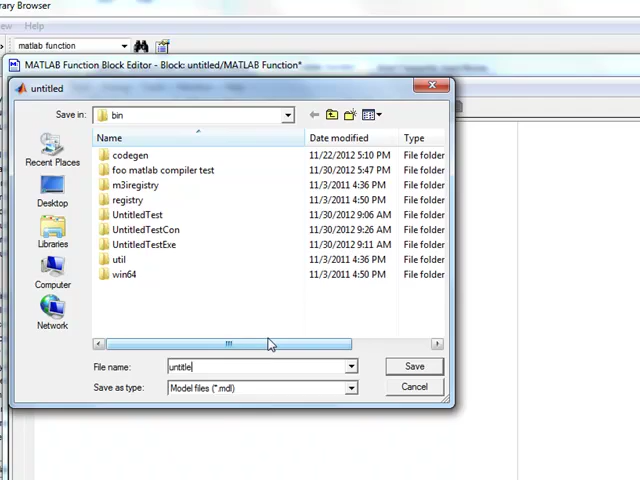 rary Browser
ew Help
matlab function
MATLAB Function Block Editor - Block: untitled/MATLAB Function*
untitled
Save in: bin
Name Date modified Type
codegen 11/22/2012 5:10 PM File folder
foo matlab compiler test 11/30/2012 5:47 PM File folder
m3iregistry 11/3/2011 4:36 PM File folder
registry 11/3/2011 4:50 PM File folder
UntitledTest 11/30/2012 9:06 AM File folder
UntitledTestCon 11/30/2012 9:26 AM File folder
UntitledTestExe 11/30/2012 9:11 AM File folder
util 11/3/2011 4:36 PM File folder
win64 11/3/2011 4:50 PM File folder
Recent Places
Desktop
Libraries
Computer
Network
File name: untitle
Save
Save as type: Model files (*.mdl)
Cancel